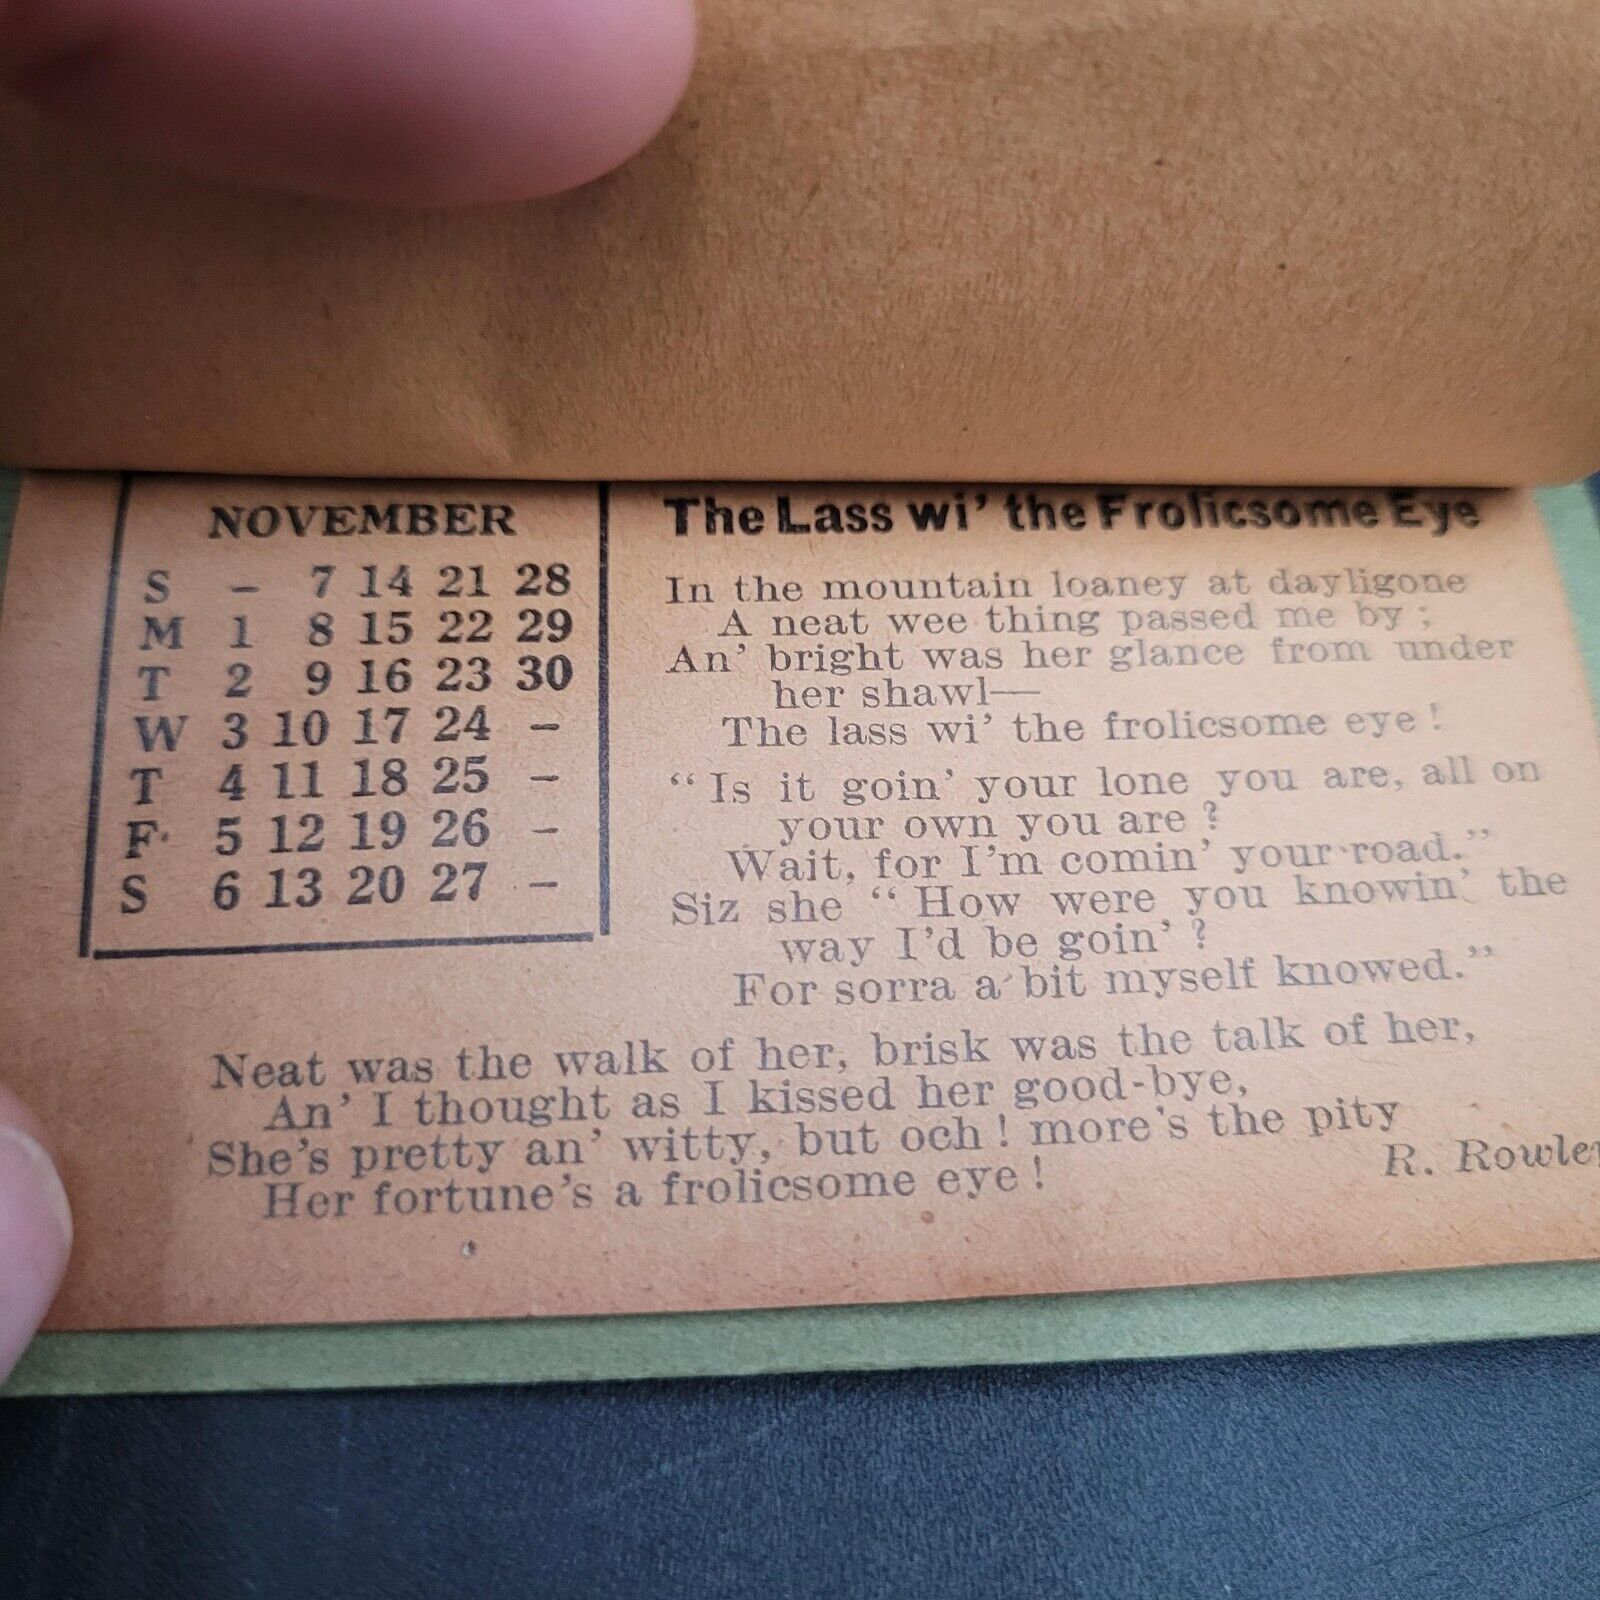 NOVEMBER
S - 7 14 21 28
M 1 8 15 22 29
T 2 9 16 23 30
W 3 10 17 24 -
T 4 11 18 25 -
F 5 12 19 26 -
S 6 13 20 27 -
The Lass wi' the Frolicsome Eye
In the mountain loaney at dayligone
A neat wee thing passed me by;
An' bright was her glance from under
her shawl—
The lass wi' the frolicsome eye!
"Is it goin' your lone you are, all on
your own you are?
Wait, for I'm comin' your road."
Siz she "How were you knowin' the
way I'd be goin'?
For sorra a bit myself knowed."
Neat was the walk of her, brisk was the talk of her,
An' I thought as I kissed her good-bye,
She's pretty an' witty, but och! more's the pity
Her fortune's a frolicsome eye!
R. Rowley